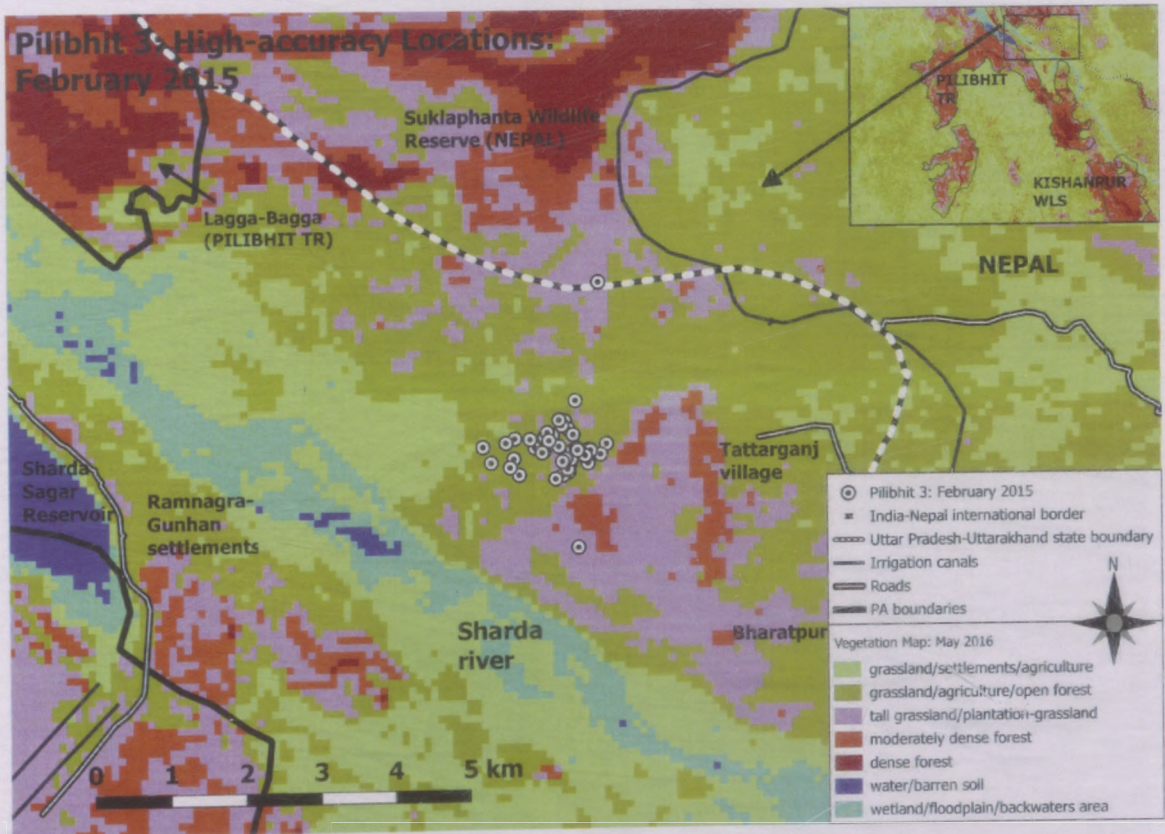 Pilibhit 3: High-accuracy Locations:
February 2015
Suklaphanta Wildlife
Reserve (NEPAL)
PILIBHIT
TR
KISHANPUR
WLS
Lagga-Bagga
(PILIBHIT TR)
NEPAL
Sharda
Sagar
Reservoir
Ramnagra-
Gunhan
settlements
Tattarganj
village
Sharda
river
Bharatpur
Pilibhit 3: February 2015
India-Nepal international border
Uttar Pradesh-Uttarakhand state boundary
Irrigation canals
Roads
PA boundaries
N
Vegetation Map: May 2016
grassland/settlements/agriculture
grassland/agriculture/open forest
tall grassland/plantation-grassland
moderately dense forest
dense forest
water/barren soil
wetland/floodplain/backwaters area
0 1 2 3 4 5 km